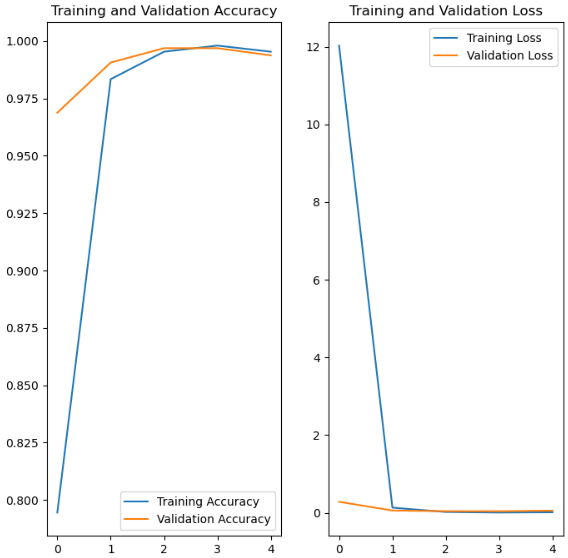 Training and Validation Accuracy
1.000
0.975
0.950
0.925
0.900
0.875
0.850
0.825
0.800
Training Accuracy
Validation Accuracy
0 1 2 3 4
Training and Validation Loss
Training Loss
Validation Loss
12
10
8
6
4
2
0
0 1 2 3 4